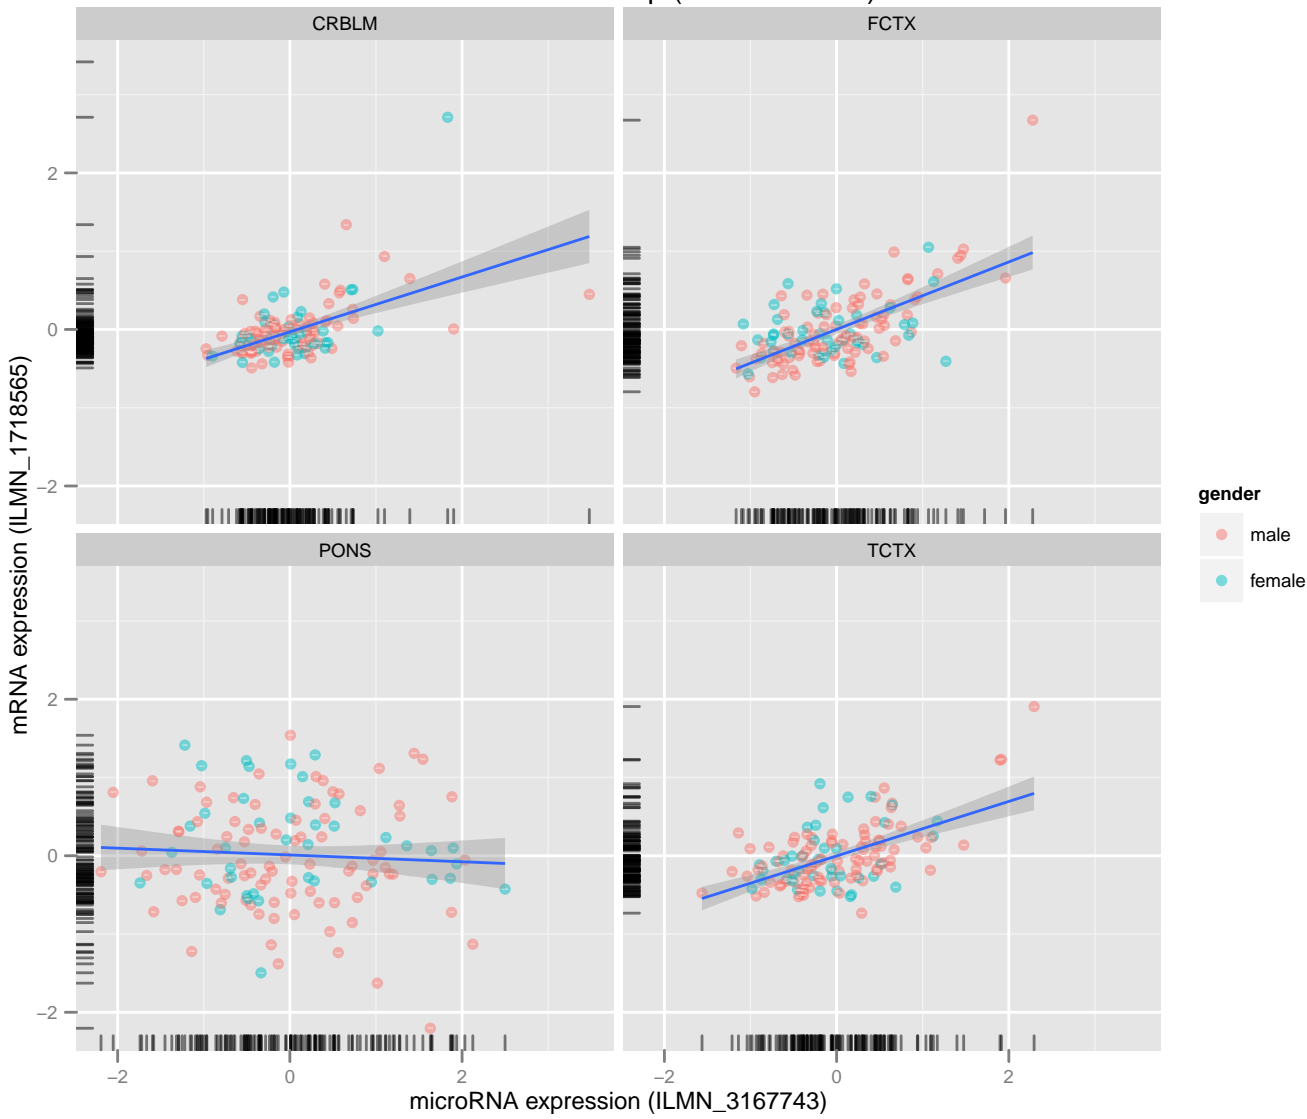 CRBLM
FCTX
2
0
−2
PONS
TCTX
2
0
−2
−2
0
2
−2
0
2
microRNA expression (ILMN_3167743)
mRNA expression (ILMN_1718565)
gender
male
female